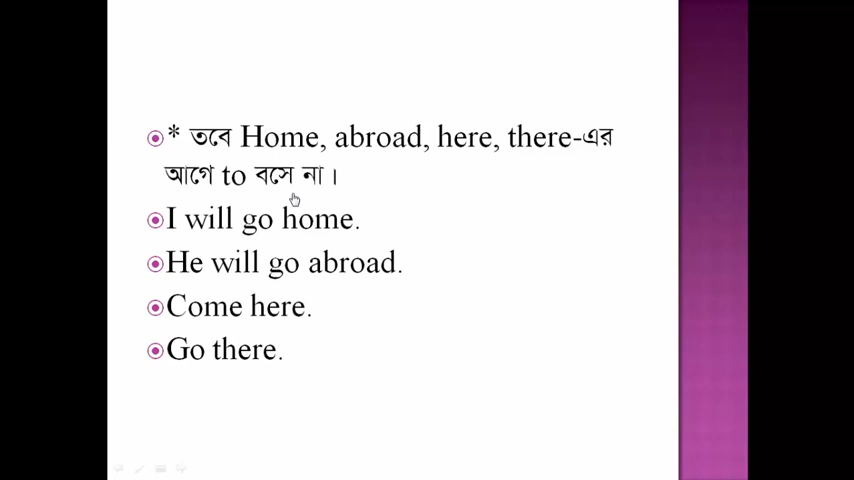 * তবে Home, abroad, here, there-এর
আগে to বসে না।
I will go home.
He will go abroad.
Come here.
Go there.